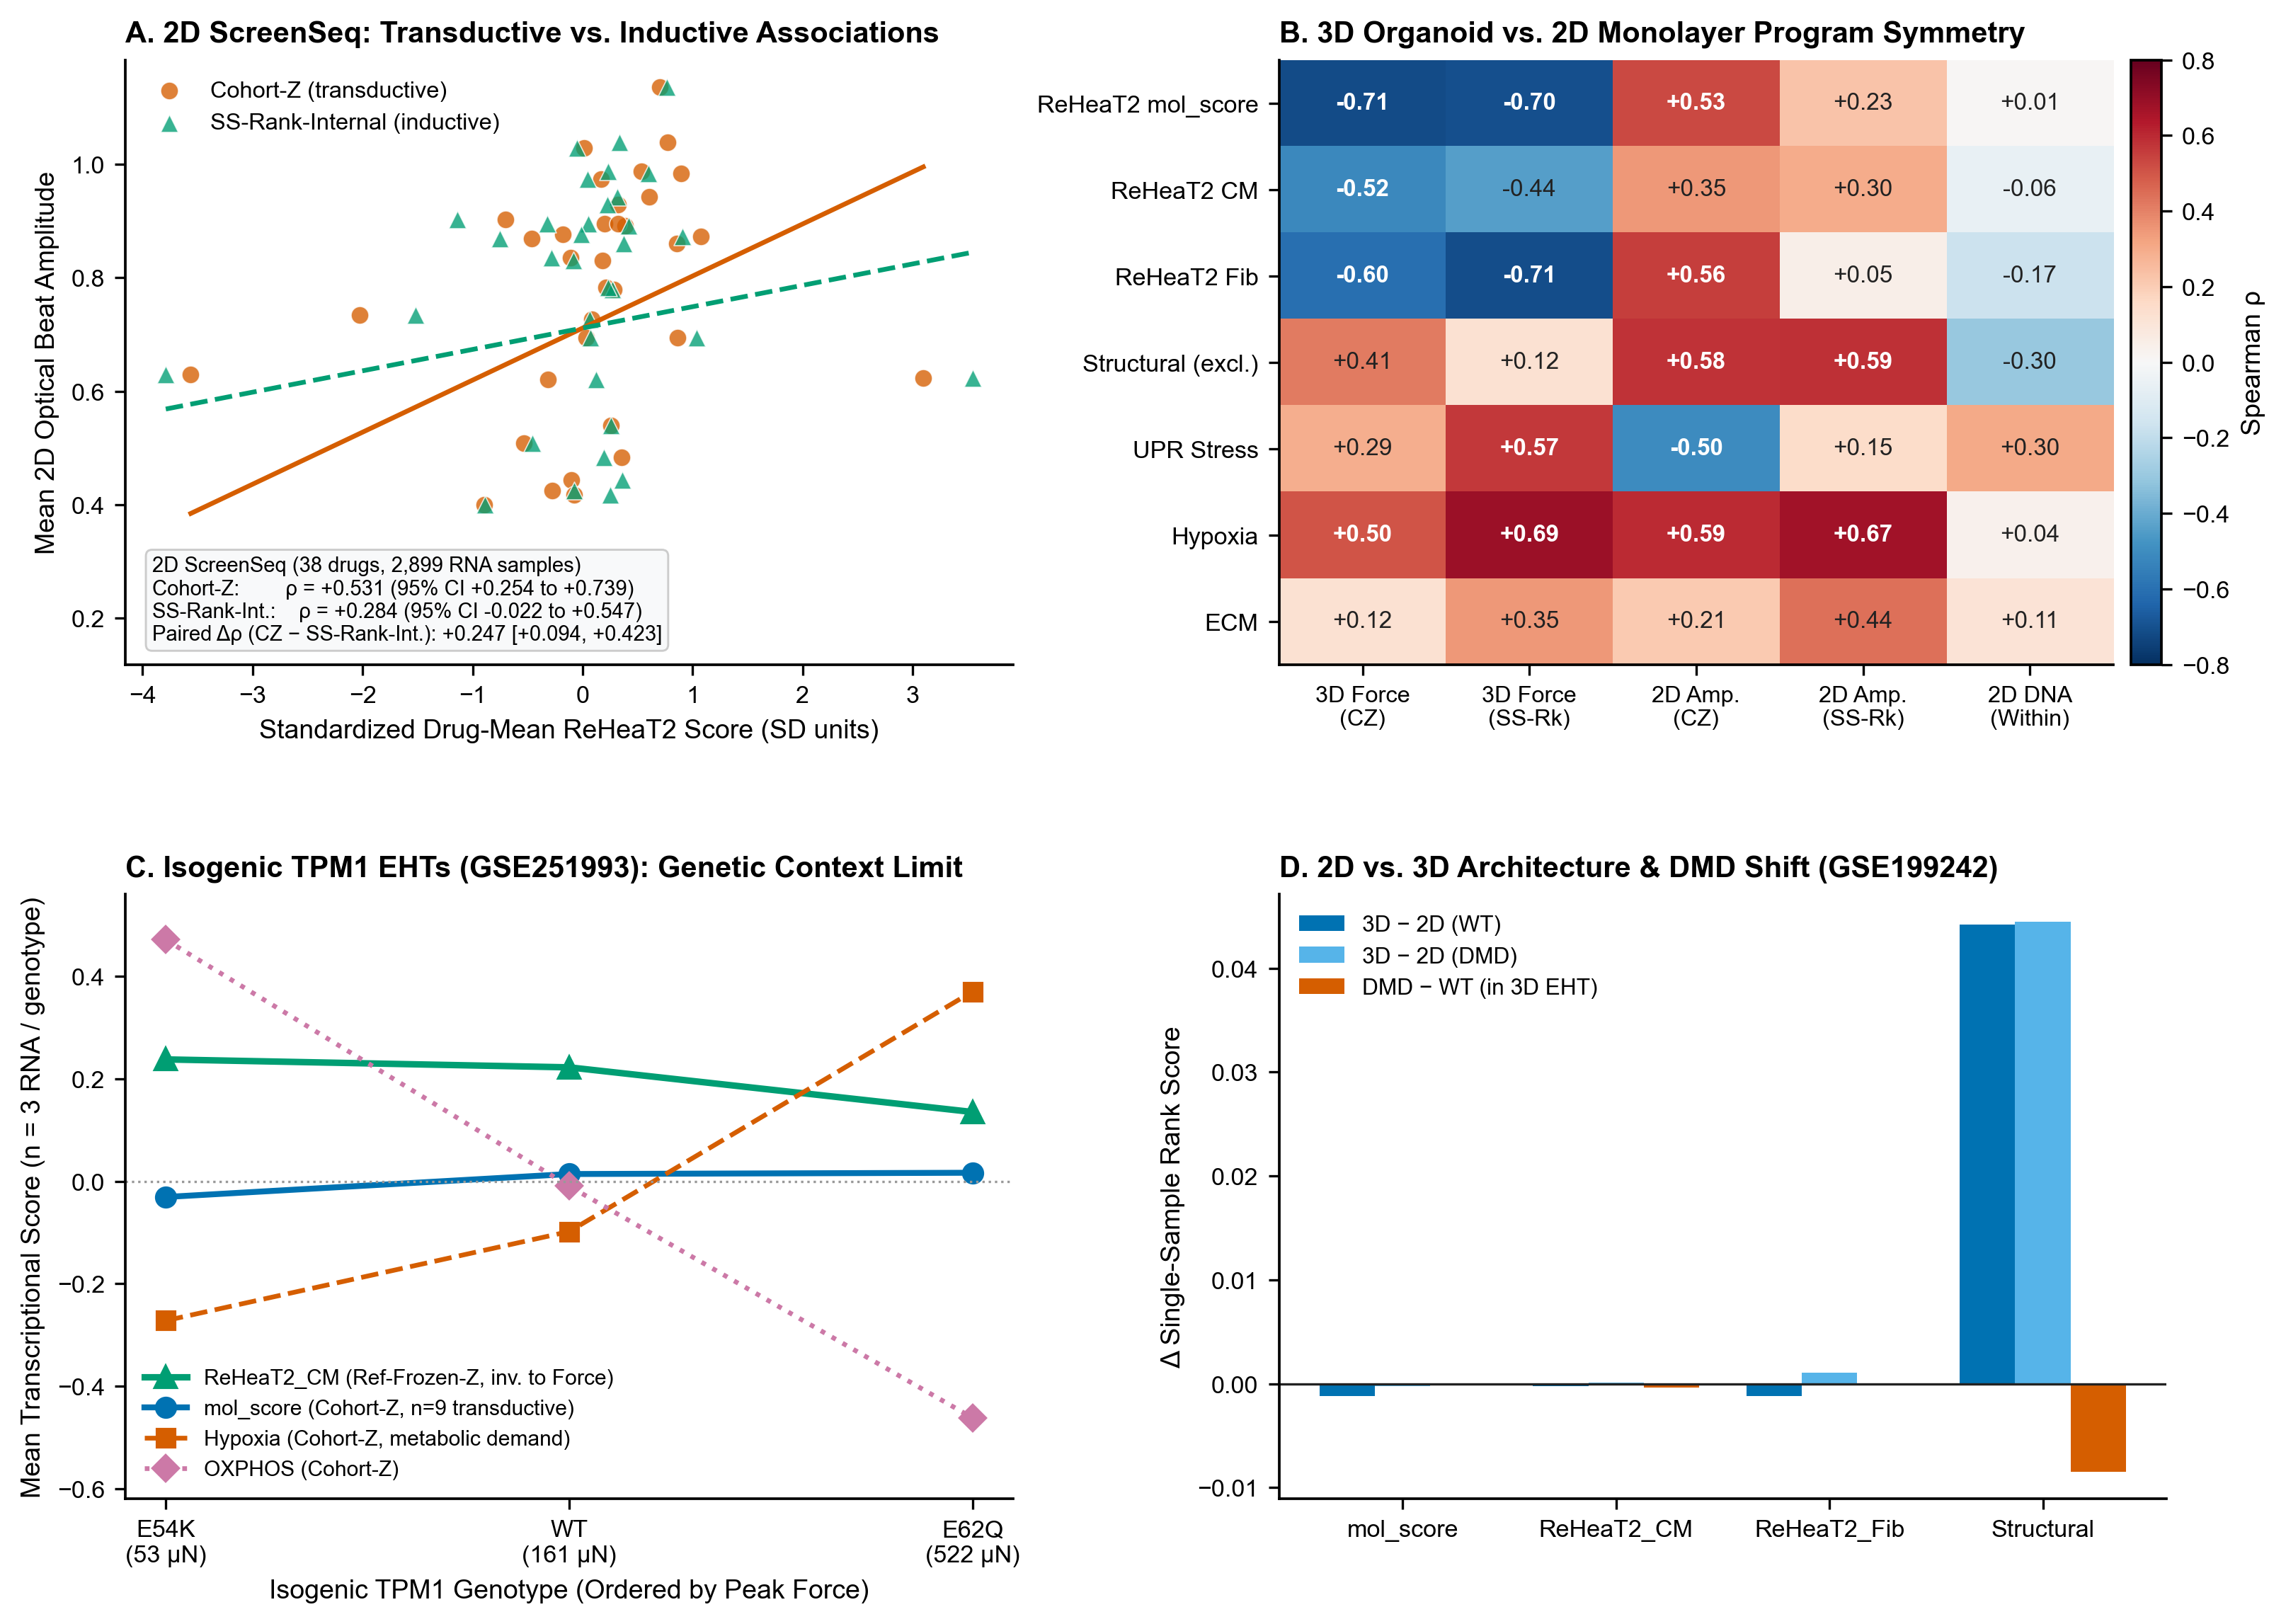 A. 2D ScreenSeq: Transductive vs. Inductive Associations
Cohort-Z (transductive)
SS-Rank-Internal (inductive)
Mean 2D Optical Beat Amplitude
1.0
0.8
0.6
0.4
0.2
2D ScreenSeq (38 drugs, 2,899 RNA samples)
Cohort-Z: ρ = +0.531 (95% CI +0.254 to +0.739)
SS-Rank-Int.: ρ = +0.284 (95% CI -0.022 to +0.547)
Paired Δρ (CZ − SS-Rank-Int.): +0.247 [+0.094, +0.423]
−4 −3 −2 −1 0 1 2 3
Standardized Drug-Mean ReHeaT2 Score (SD units)
B. 3D Organoid vs. 2D Monolayer Program Symmetry
ReHeaT2 mol_score -0.71 -0.70 +0.53 +0.23 +0.01
ReHeaT2 CM -0.52 -0.44 +0.35 +0.30 -0.06
ReHeaT2 Fib -0.60 -0.71 +0.56 +0.05 -0.17
Structural (excl.) +0.41 +0.12 +0.58 +0.59 -0.30
UPR Stress +0.29 +0.57 -0.50 +0.15 +0.30
Hypoxia +0.50 +0.69 +0.59 +0.67 +0.04
ECM +0.12 +0.35 +0.21 +0.44 +0.11
3D Force 3D Force 2D Amp. 2D Amp. 2D DNA
(CZ) (SS-Rk) (CZ) (SS-Rk) (Within)
0.8
0.6
0.4
0.2
0.0
−0.2
−0.4
−0.6
−0.8
Spearman ρ
C. Isogenic TPM1 EHTs (GSE251993): Genetic Context Limit
Mean Transcriptional Score (n = 3 RNA / genotype)
0.4
0.2
0.0
−0.2
−0.4
−0.6
ReHeaT2_CM (Ref-Frozen-Z, inv. to Force)
mol_score (Cohort-Z, n=9 transductive)
Hypoxia (Cohort-Z, metabolic demand)
OXPHOS (Cohort-Z)
E54K WT E62Q
(53 µN) (161 µN) (522 µN)
Isogenic TPM1 Genotype (Ordered by Peak Force)
D. 2D vs. 3D Architecture & DMD Shift (GSE199242)
3D − 2D (WT)
3D − 2D (DMD)
DMD − WT (in 3D EHT)
Δ Single-Sample Rank Score
0.04
0.03
0.02
0.01
0.00
−0.01
mol_score ReHeaT2_CM ReHeaT2_Fib Structural